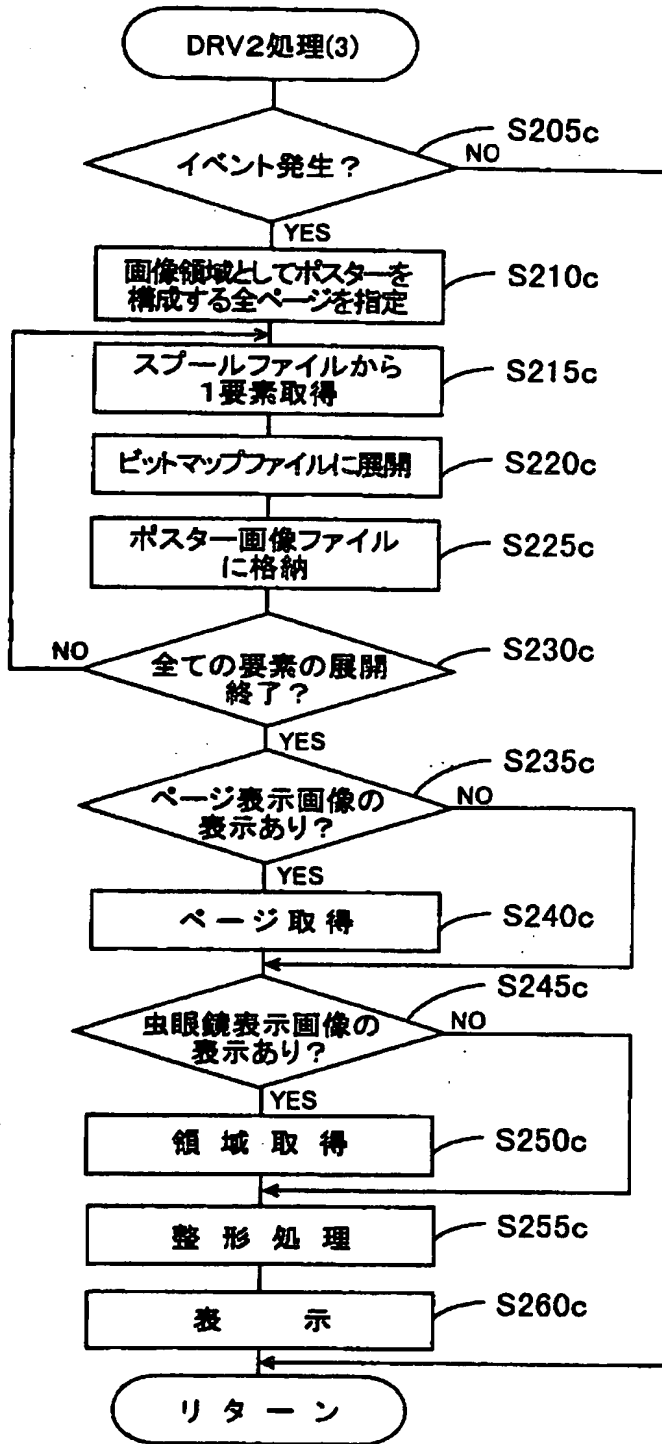 DRV2処理(3)
S205c
イベント発生？
NO
YES
画像領域としてポスターを
構成する全ページを指定
S210c
スプールファイルから
1要素取得
S215c
ビットマップファイルに展開
S220c
ポスター画像ファイル
に格納
S225c
NO
全ての要素の展開
終了？
S230c
YES
S235c
ページ表示画像の
表示あり？
NO
YES
ページ取得
S240c
S245c
虫眼鏡表示画像の
表示あり？
NO
YES
領域取得
S250c
整形処理
S255c
表示
S260c
リターン